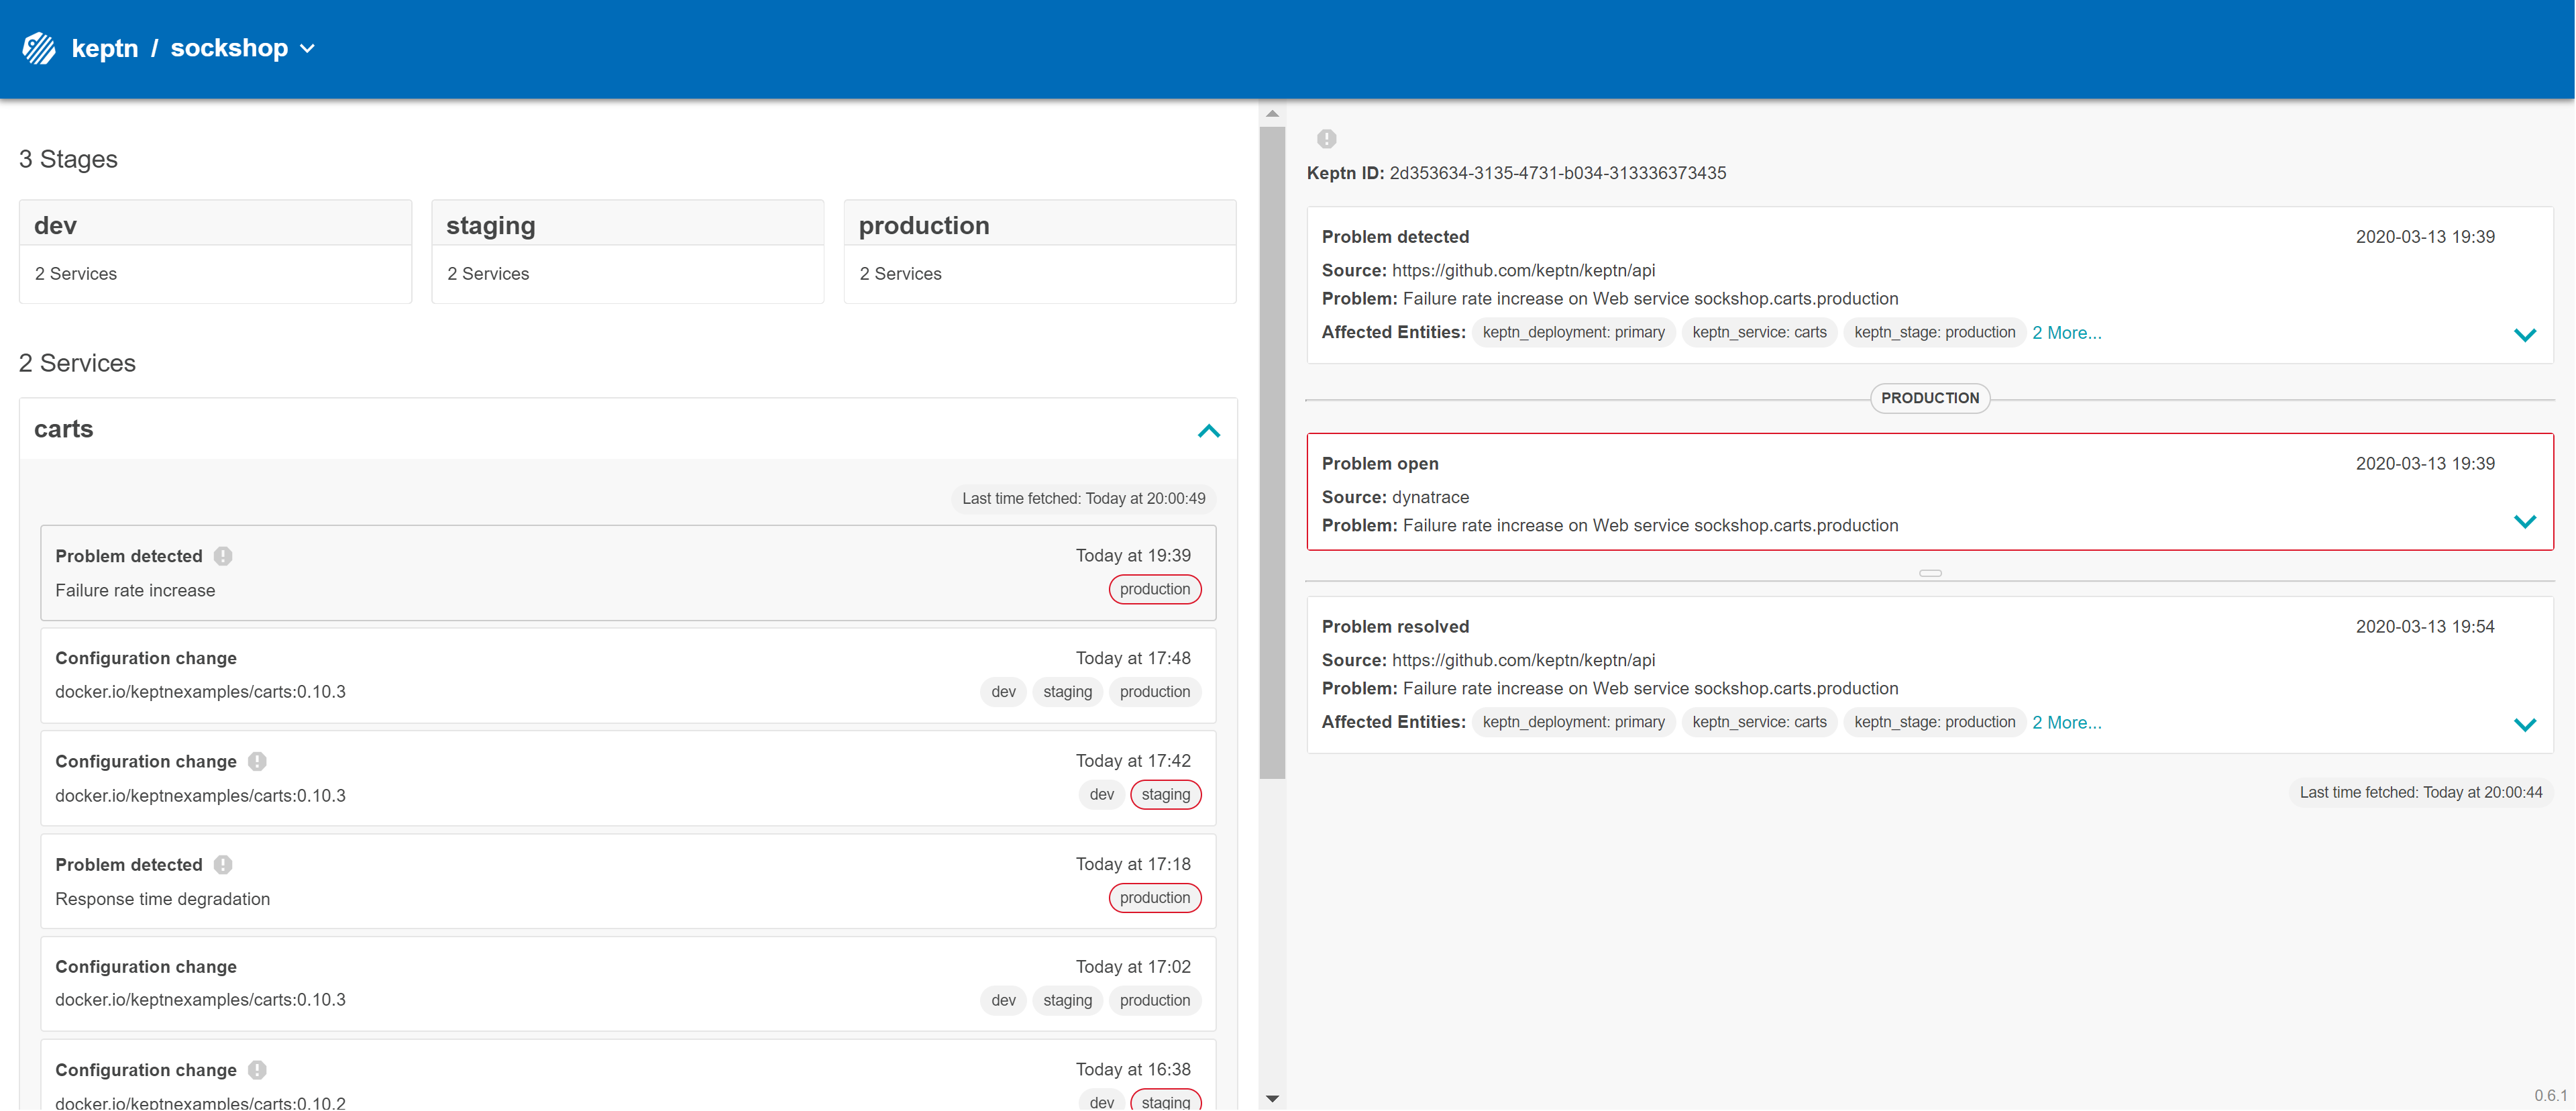 keptn / sockshop
3 Stages
dev
2 Services
staging
2 Services
production
2 Services
2 Services
carts
Last time fetched: Today at 20:00:49
Problem detected
Today at 19:39
Failure rate increase
production
Configuration change
Today at 17:48
docker.io/keptnexamples/carts:0.10.3
dev staging production
Configuration change
Today at 17:42
docker.io/keptnexamples/carts:0.10.3
dev staging
Problem detected
Today at 17:18
Response time degradation
production
Configuration change
Today at 17:02
docker.io/keptnexamples/carts:0.10.3
dev staging production
Configuration change
Today at 16:38
docker.io/keptnexamples/carts:0.10.2
dev staging
Keptn ID: 2d353634-3135-4731-b034-313336373435
Problem detected
2020-03-13 19:39
Source: https://github.com/keptn/keptn/api
Problem: Failure rate increase on Web service sockshop.carts.production
Affected Entities: keptn_deployment: primary keptn_service: carts keptn_stage: production 2 More...
PRODUCTION
Problem open
2020-03-13 19:39
Source: dynatrace
Problem: Failure rate increase on Web service sockshop.carts.production
Problem resolved
2020-03-13 19:54
Source: https://github.com/keptn/keptn/api
Problem: Failure rate increase on Web service sockshop.carts.production
Affected Entities: keptn_deployment: primary keptn_service: carts keptn_stage: production 2 More...
Last time fetched: Today at 20:00:44
0.6.1